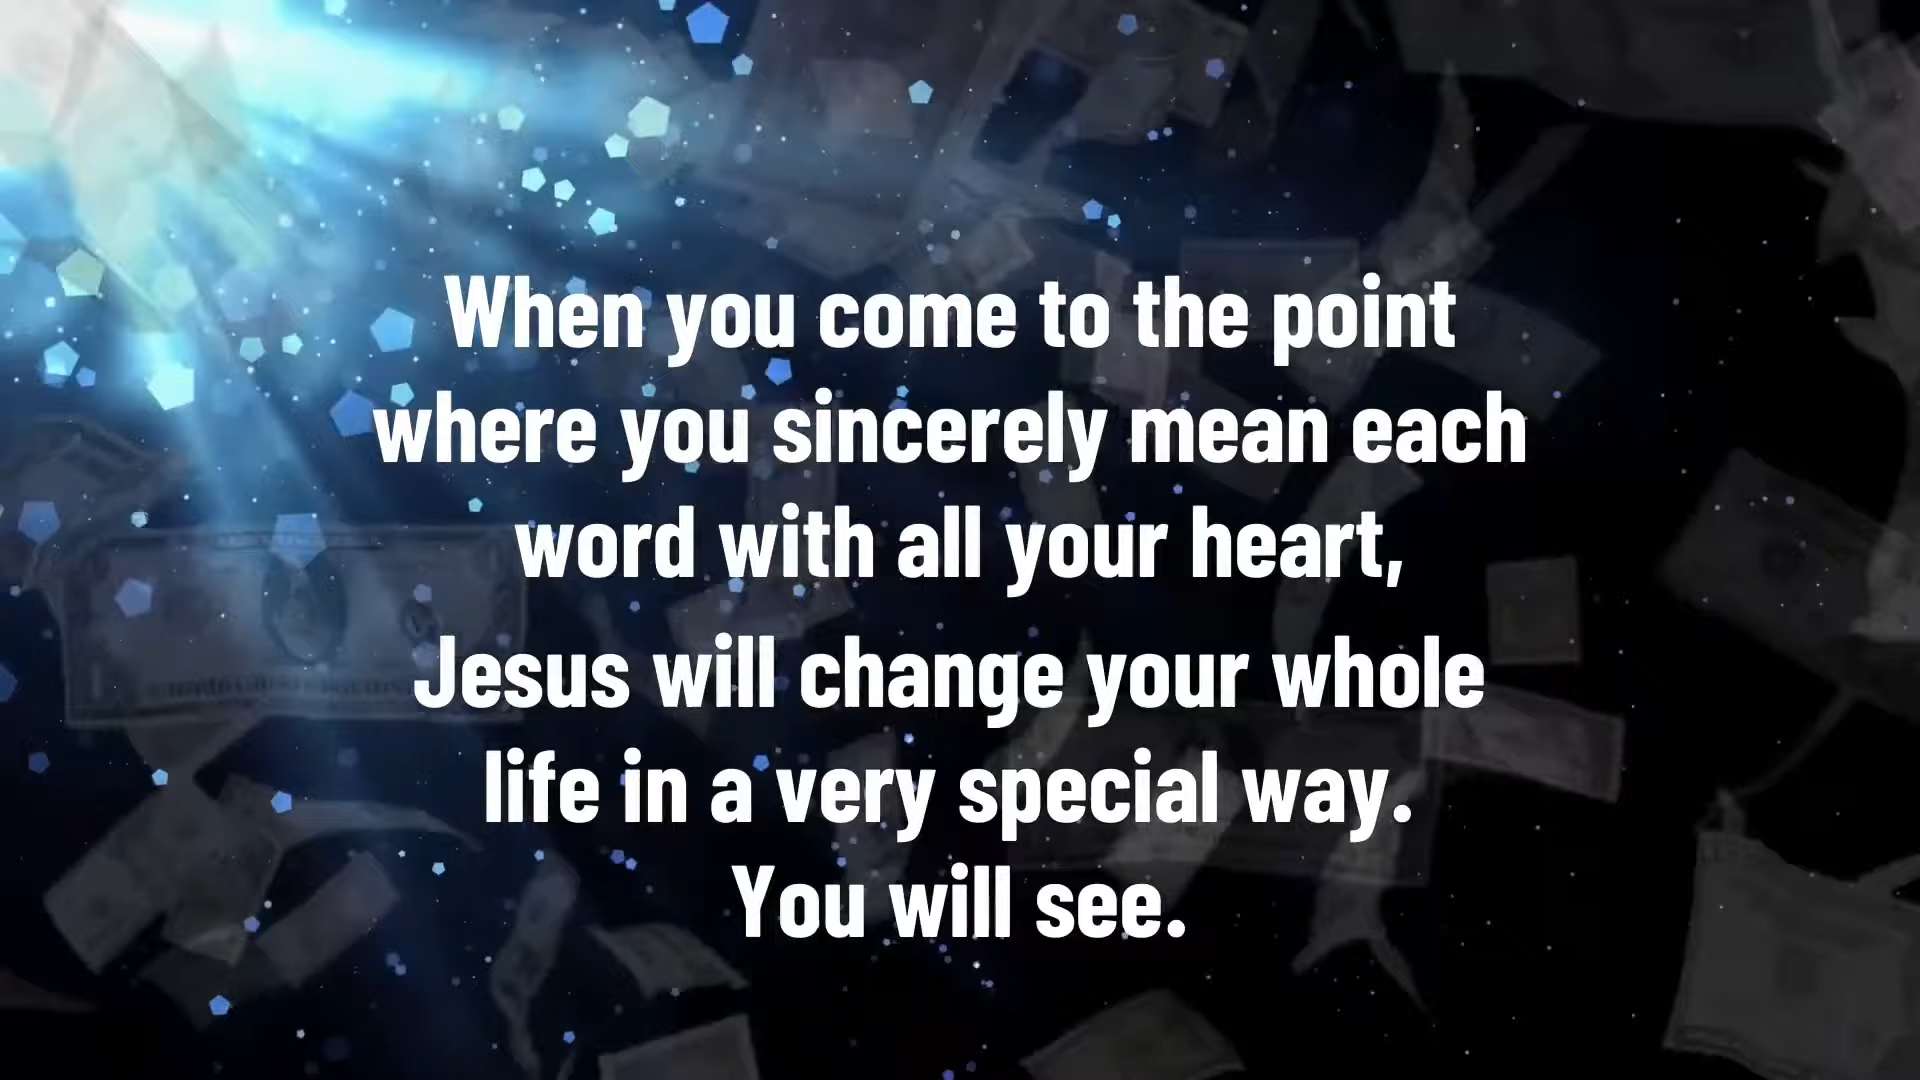 When you come to the point
where you sincerely mean each
word with all your heart,
Jesus will change your whole
life in a very special way.
You will see.